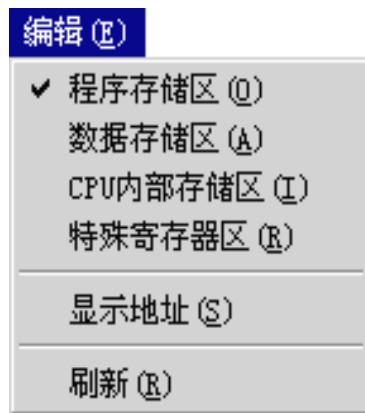 编辑(E)
✔ 程序存储区(O)
数据存储区(A)
CPU内部存储区(I)
特殊寄存器区(R)
显示地址(S)
刷新(R)